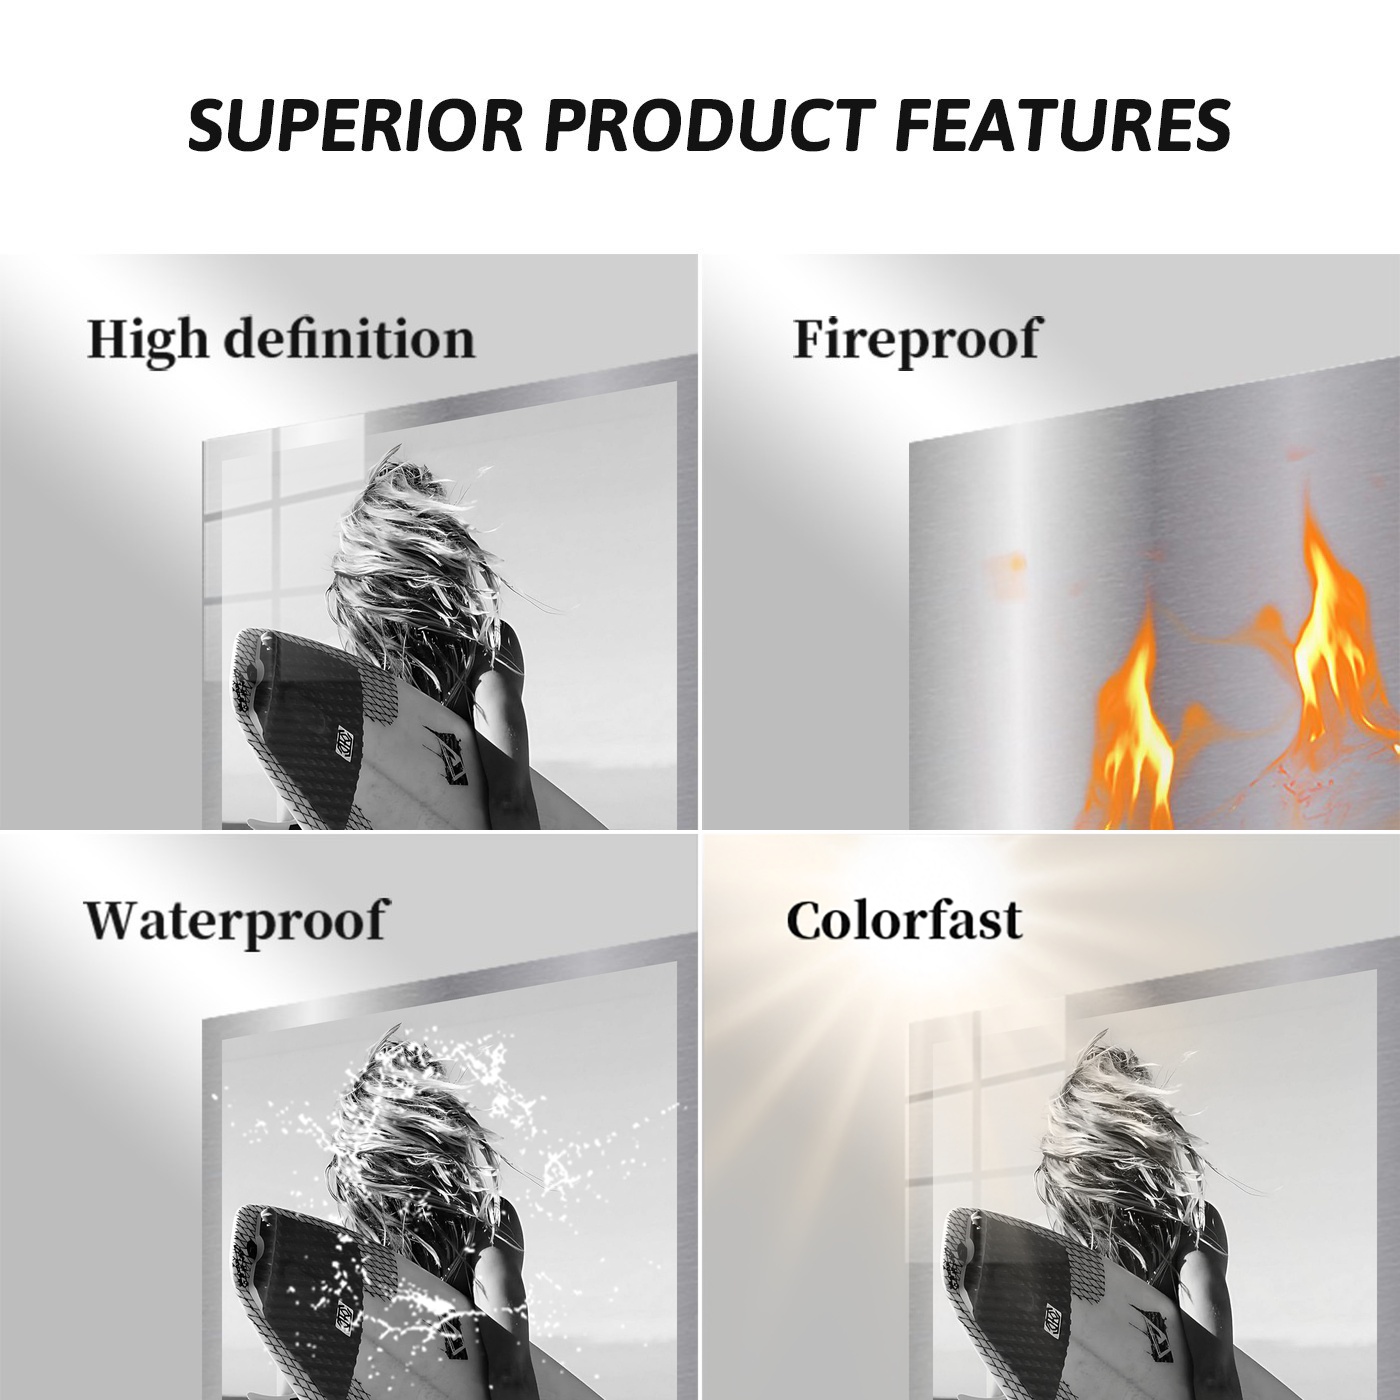 SUPERIOR PRODUCT FEATURES
High definition
Fireproof
Waterproof
Colorfast